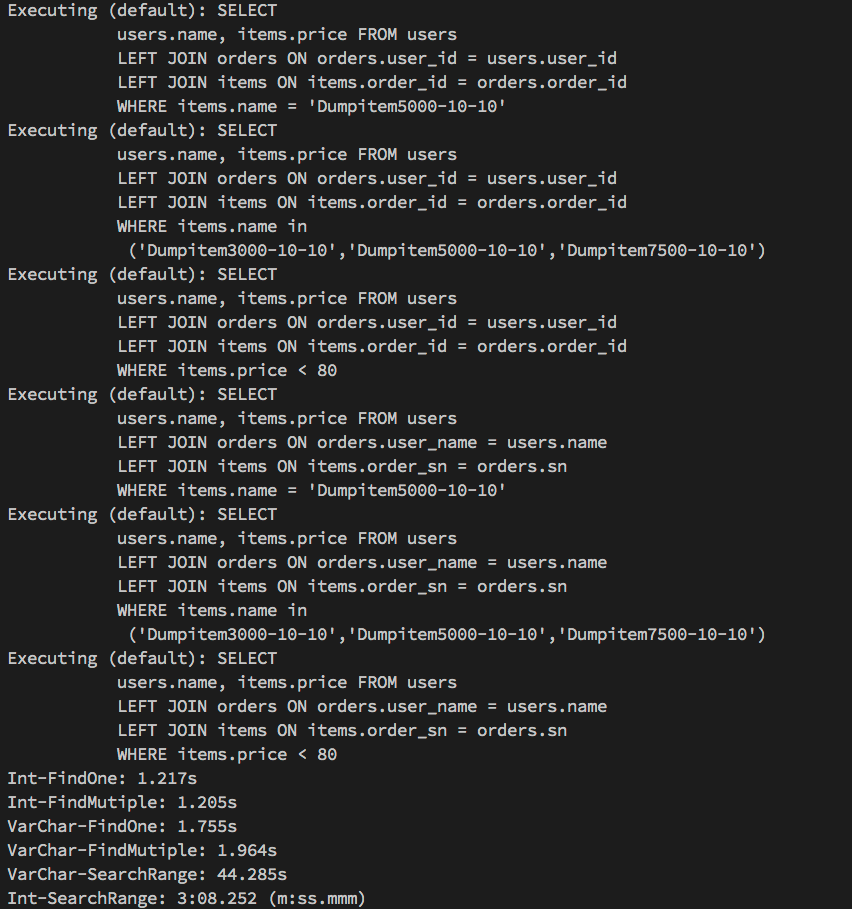 Executing (default): SELECT
users.name, items.price FROM users
LEFT JOIN orders ON orders.user_id = users.user_id
LEFT JOIN items ON items.order_id = orders.order_id
WHERE items.name = 'Dumpitem5000-10-10'
Executing (default): SELECT
users.name, items.price FROM users
LEFT JOIN orders ON orders.user_id = users.user_id
LEFT JOIN items ON items.order_id = orders.order_id
WHERE items.name in
('Dumpitem3000-10-10','Dumpitem5000-10-10','Dumpitem7500-10-10')
Executing (default): SELECT
users.name, items.price FROM users
LEFT JOIN orders ON orders.user_id = users.user_id
LEFT JOIN items ON items.order_id = orders.order_id
WHERE items.price < 80
Executing (default): SELECT
users.name, items.price FROM users
LEFT JOIN orders ON orders.user_name = users.name
LEFT JOIN items ON items.order_sn = orders.sn
WHERE items.name = 'Dumpitem5000-10-10'
Executing (default): SELECT
users.name, items.price FROM users
LEFT JOIN orders ON orders.user_name = users.name
LEFT JOIN items ON items.order_sn = orders.sn
WHERE items.name in
('Dumpitem3000-10-10','Dumpitem5000-10-10','Dumpitem7500-10-10')
Executing (default): SELECT
users.name, items.price FROM users
LEFT JOIN orders ON orders.user_name = users.name
LEFT JOIN items ON items.order_sn = orders.sn
WHERE items.price < 80
Int-FindOne: 1.217s
Int-FindMutiple: 1.205s
VarChar-FindOne: 1.755s
VarChar-FindMutiple: 1.964s
VarChar-SearchRange: 44.285s
Int-SearchRange: 3:08.252 (m:ss.mmm)